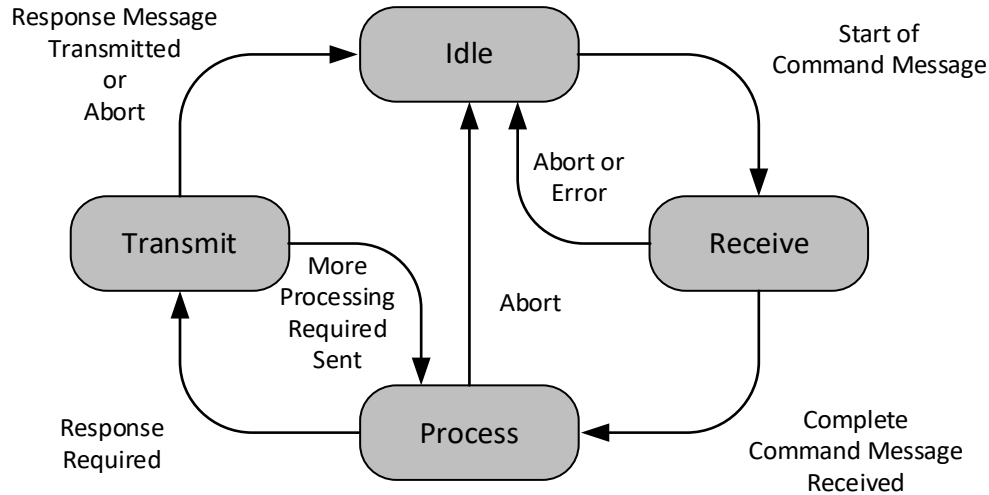 Response Message
Transmitted
or
Abort
Idle
Start of
Command Message
Abort or
Error
Transmit
Receive
More
Processing
Required
Sent
Abort
Process
Response
Required
Complete
Command Message
Received